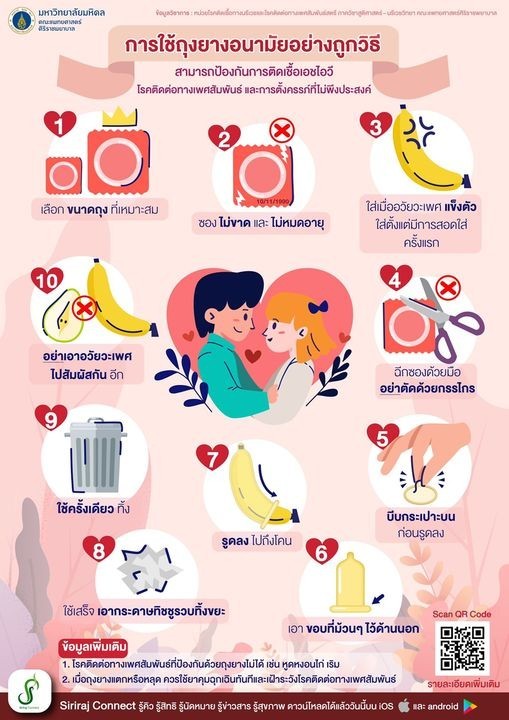 มหาวิทยาลัยมหิดล
คณะแพทยศาสตร์
ศิริราชพยาบาล
ข้อมูลวิชาการ : หน่วยโรคติดเชื้อทางนรีเวชและโรคติดต่อทางเพศสัมพันธ์สตรี ภาควิชาสูติศาสตร์ - นรีเวชวิทยา คณะแพทยศาสตร์ศิริราชพยาบาล
การใช้ถุงยางอนามัยอย่างถูกวิธี
สามารถป้องกันการติดเชื้อเอชไอวี
โรคติดต่อทางเพศสัมพันธ์ และการตั้งครรภ์ที่ไม่พึงประสงค์
1
เลือก ขนาดถุง ที่เหมาะสม
2
10/11/1990
ซอง ไม่ขาด และ ไม่หมดอายุ
3
ใส่เมื่ออวัยวะเพศ แข็งตัว
ใส่ตั้งแต่มีการสอดใส่
ครั้งแรก
4
ฉีกซองด้วยมือ
อย่าตัดด้วยกรรไกร
5
บีบกระเปาะบน
ก่อนรูดลง
6
เอา ขอบที่ม้วนๆ ไว้ด้านนอก
7
รูดลง ไปถึงโคน
8
ใช้เสร็จ เอากระดาษทิชชูรวบทิ้งขยะ
9
ใช้ครั้งเดียว ทิ้ง
10
อย่าเอาอวัยวะเพศ
ไปสัมผัสกัน อีก
ข้อมูลเพิ่มเติม
1. โรคติดต่อทางเพศสัมพันธ์ที่ป้องกันด้วยถุงยางไม่ได้ เช่น หูดหงอนไก่ เริม
2. เมื่อถุงยางแตกหรือหลุด ควรใช้ยาคุมฉุกเฉินทันทีและเฝ้าระวังโรคติดต่อทางเพศสัมพันธ์
Scan QR Code
รายละเอียดเพิ่มเติม
Siriraj Connect
Siriraj Connect รู้คิว รู้สิทธิ รู้นัดหมาย รู้ข่าวสาร รู้สุขภาพ ดาวน์โหลดได้แล้ววันนี้บน iOS และ android